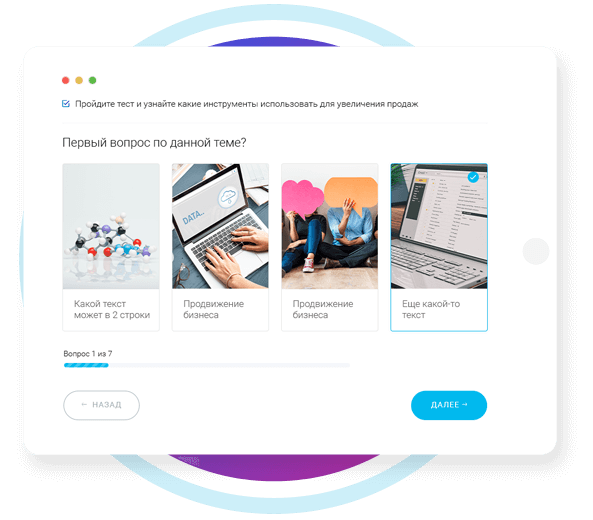 Пройдите тест и узнайте какие инструменты использовать для увеличения продаж
Первый вопрос по данной теме?
DATA...
Какой текст
может в 2 строки
Продвижение
бизнеса
Продвижение
бизнеса
Еще какой-то
текст
Вопрос 1 из 7
← НАЗАД
ДАЛЕЕ →